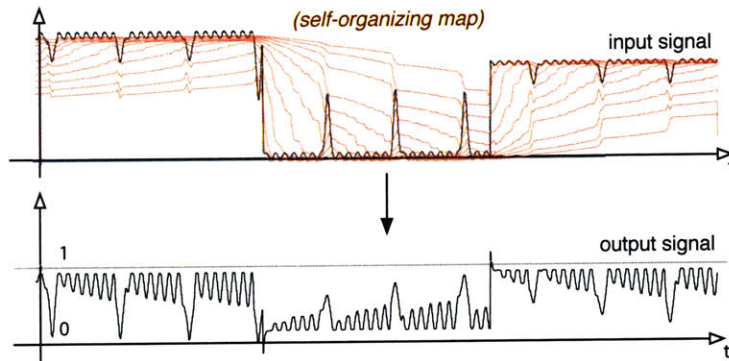 (self-organizing map)
input signal
1
output signal
0
t